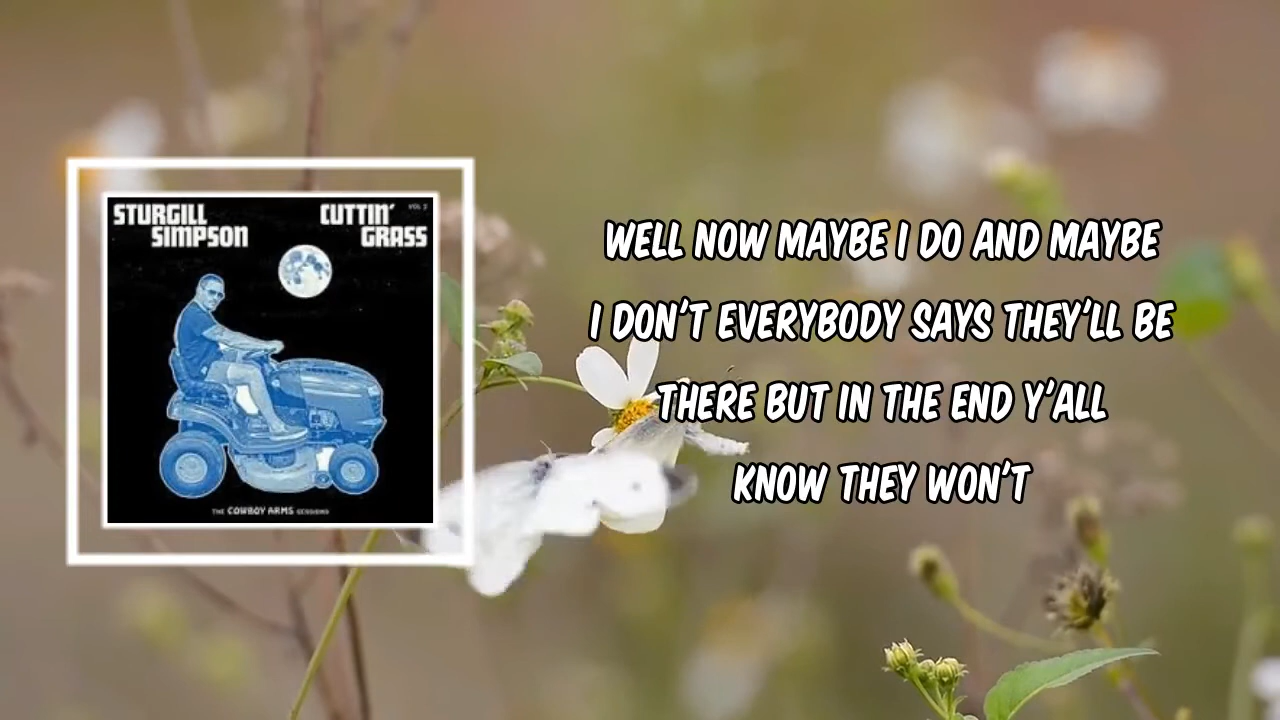 STURGILL SIMPSON
CUTTIN' GRASS
VOL 2
THE COWBOY ARMS SESSIONS
WELL NOW MAYBE I DO AND MAYBE
I DON'T EVERYBODY SAYS THEY'LL BE
THERE BUT IN THE END Y'ALL
KNOW THEY WON'T